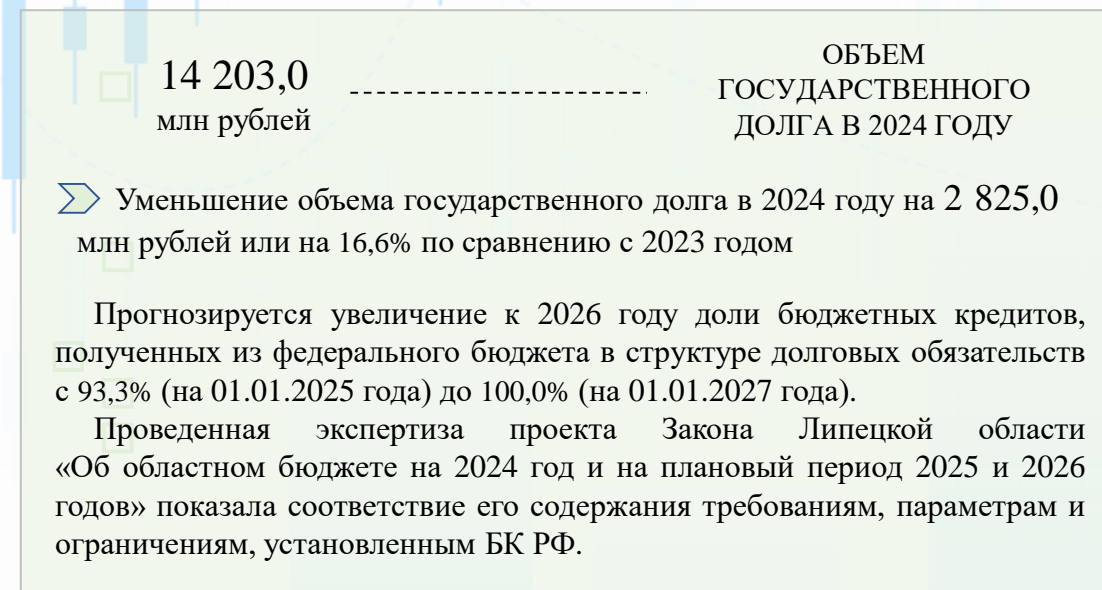 14 203,0
млн рублей
ОБЪЕМ
ГОСУДАРСТВЕННОГО
ДОЛГА В 2024 ГОДУ
Уменьшение объема государственного долга в 2024 году на 2 825,0
млн рублей или на 16,6% по сравнению с 2023 годом
Прогнозируется увеличение к 2026 году доли бюджетных кредитов,
полученных из федерального бюджета в структуре долговых обязательств
с 93,3% (на 01.01.2025 года) до 100,0% (на 01.01.2027 года).
Проведенная экспертиза проекта Закона Липецкой области
«Об областном бюджете на 2024 год и на плановый период 2025 и 2026
годов» показала соответствие его содержания требованиям, параметрам и
ограничениям, установленным БК РФ.